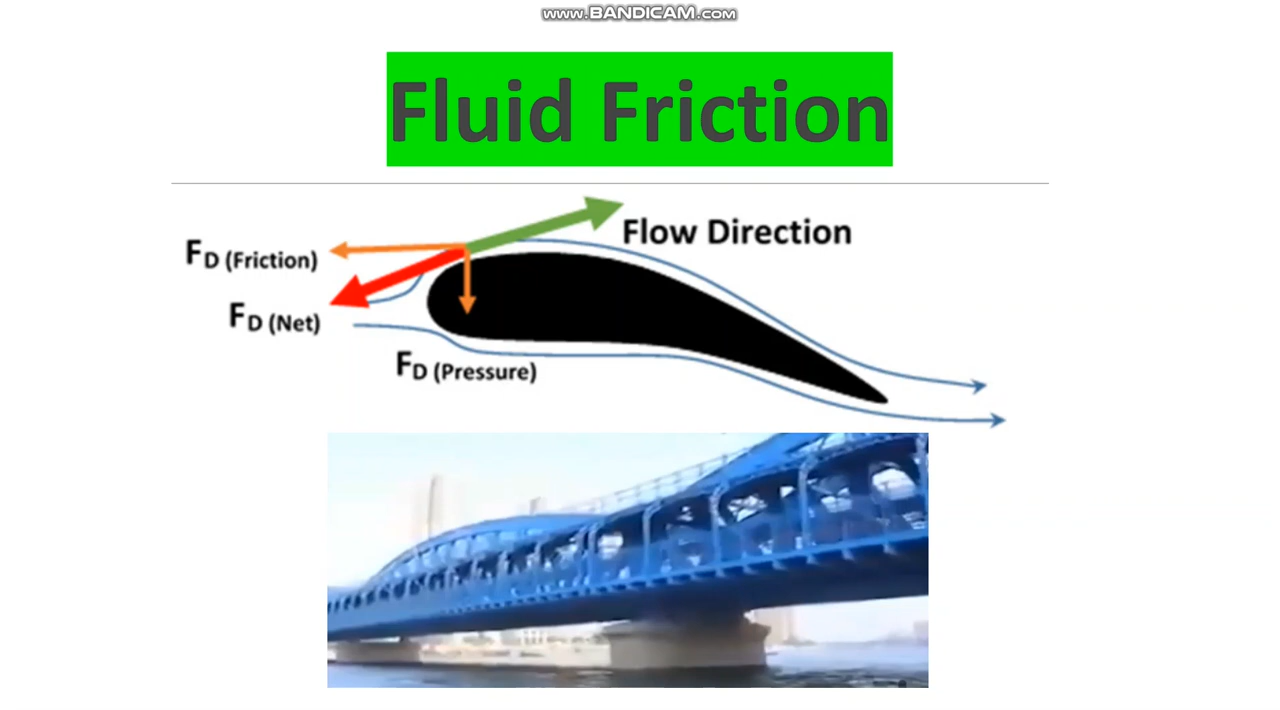 www.BANDICAM.com
Fluid Friction
Flow Direction
FD (Friction)
FD (Net)
FD (Pressure)